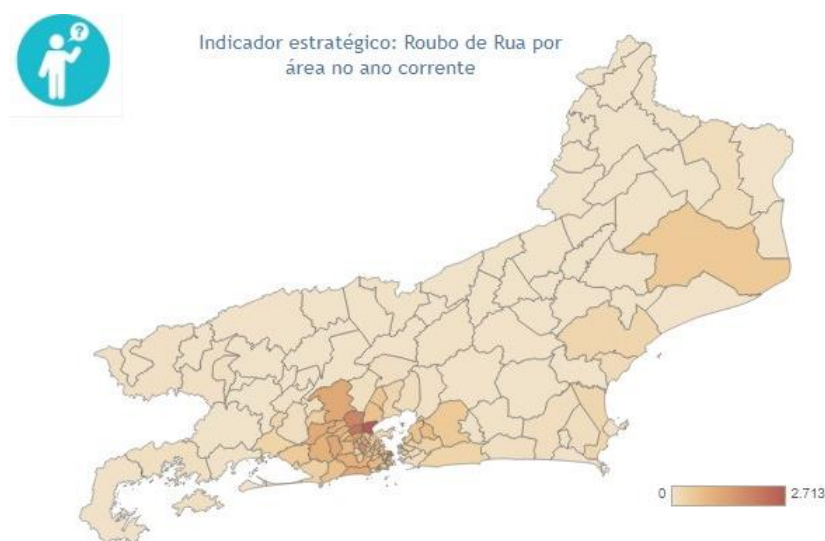 ?
Indicador estratégico: Roubo de Rua por
área no ano corrente
0 2.713